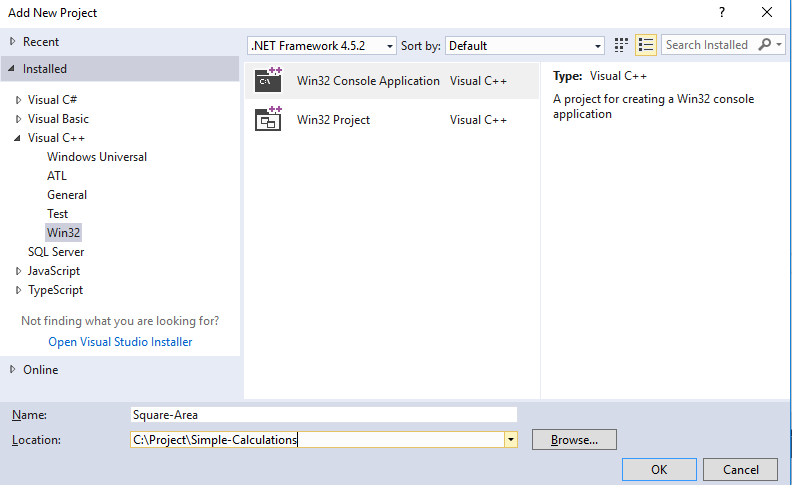 Add New Project
?
Recent
.NET Framework 4.5.2
Sort by:
Default
Search Installed
Installed
Visual C#
Visual Basic
Visual C++
Windows Universal
ATL
General
Test
Win32
SQL Server
JavaScript
TypeScript
Not finding what you are looking for?
Open Visual Studio Installer
Online
C:\
Win32 Console Application Visual C++
Win32 Project Visual C++
Type: Visual C++
A project for creating a Win32 console
application
Name: Square-Area
Location: C:\Project\Simple-Calculations
Browse...
OK
Cancel